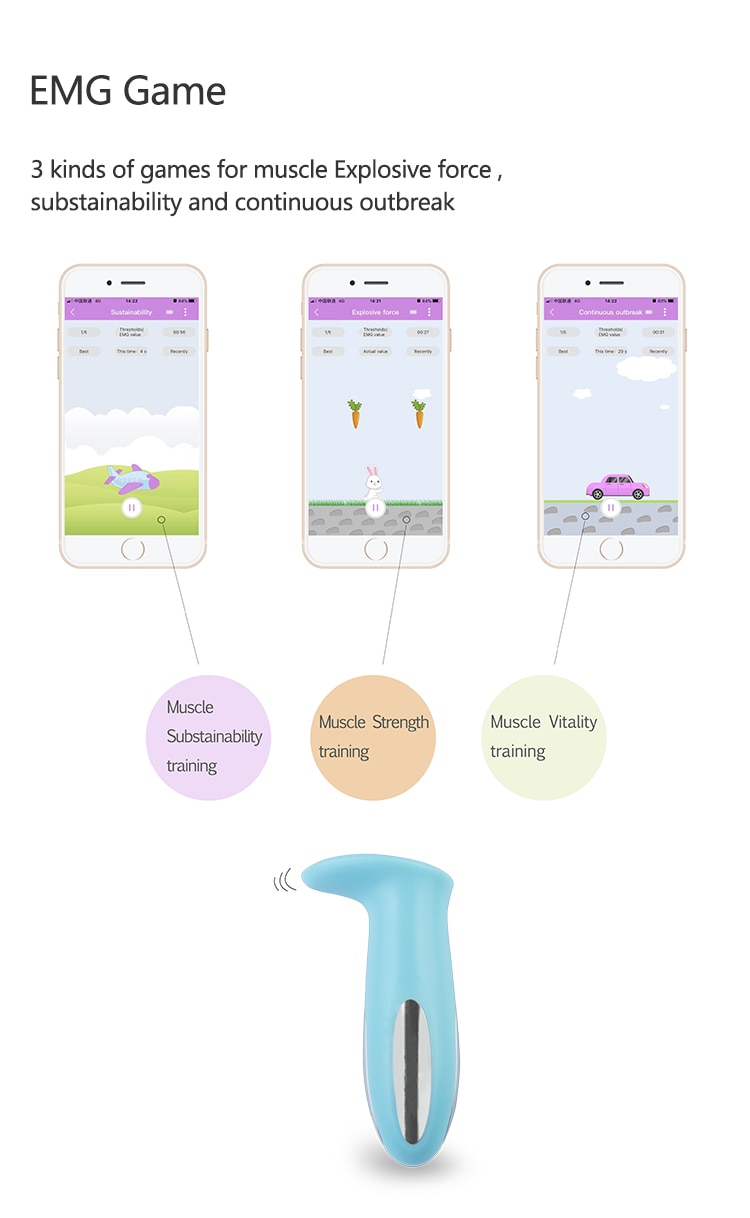 EMG Game
3 kinds of games for muscle Explosive force ,
substainability and continuous outbreak
中国联通 4G 14:22 84%
Sustainability
1/5 Threshold(s) 00:56
EMG value
Best This time : 4 s Recently
中国联通 4G 14:21 84%
Explosive force
1/5 Threshold(s) 00:27
EMG value
Best Actual value Recently
中国联通 4G 14:22 84%
Continuous outbreak
1/5 Threshold(s) 00:31
EMG value
Best This time : 29 s Recently
Muscle
Substainability
training
Muscle Strength
training
Muscle Vitality
training